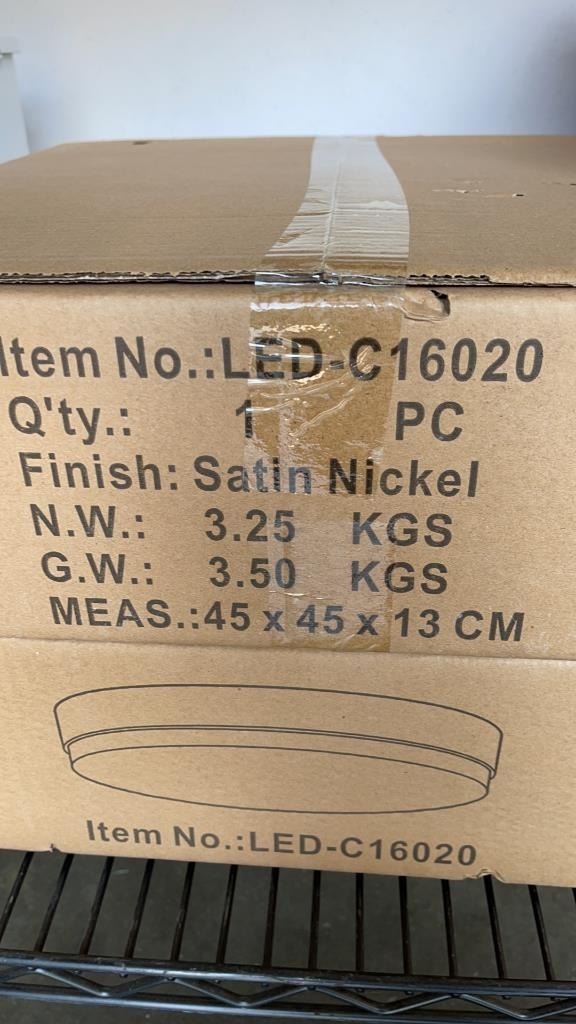 Item No.:LED-C16020
Q'ty.: 1 PC
Finish: Satin Nickel
N.W.: 3.25 KGS
G.W.: 3.50 KGS
MEAS.:45 x 45 x 13 CM
Item No.:LED-C16020